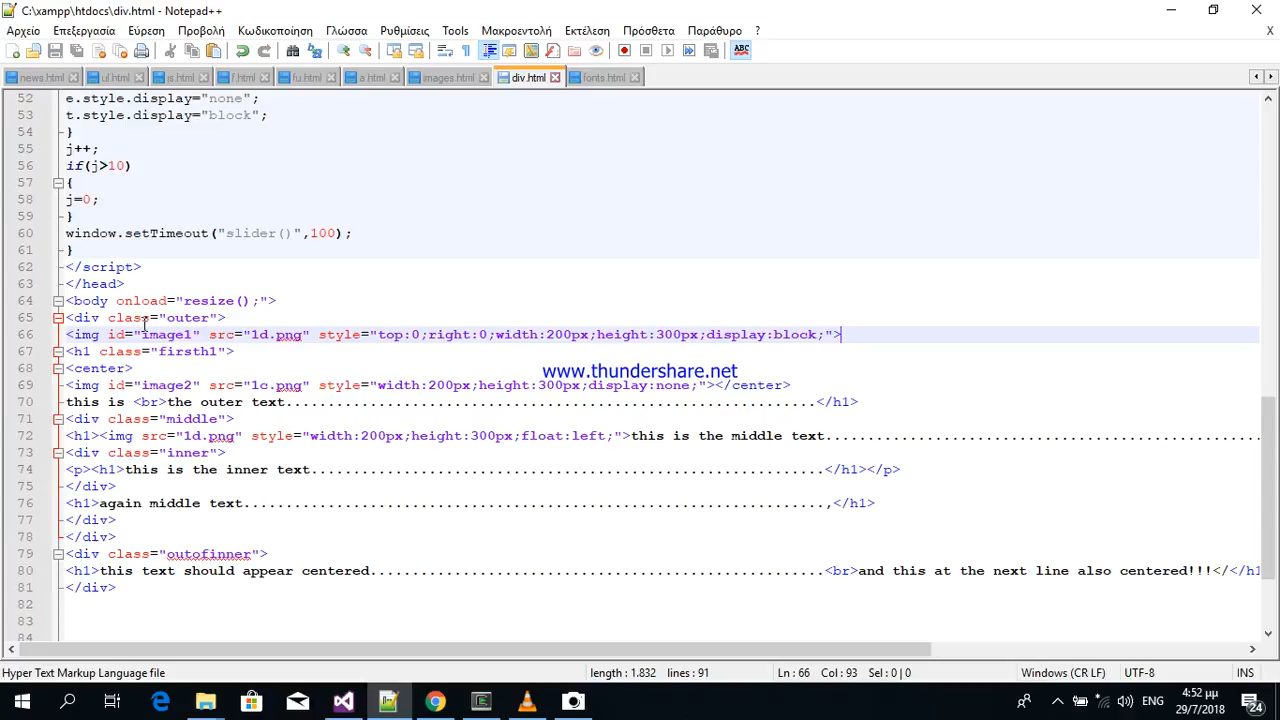 C:\xampp\htdocs\div.html - Notepad++
Αρχείο Επεξεργασία Εύρεση Προβολή Κωδικοποίηση Γλώσσα Ρυθμίσεις Tools Μακροεντολή Εκτέλεση Πρόσθετα Παράθυρο ? X
ABC
news.html ul.html js.html f.html fu.html a.html images.html div.html fonts.html
52 e.style.display="none";
53 t.style.display="block";
54 }
55 j++;
56 if(j>10)
57 {
58 j=0;
59 }
60 window.setTimeout("slider()",100);
61 }
62 </script>
63 </head>
64 <body onload="resize();">
65 <div class="outer">
66 <img id="image1" src="1d.png" style="top:0;right:0;width:200px;height:300px;display:block;">
67 <h1 class="firsth1">
68 <center>
www.thundershare.net
69 <img id="image2" src="1c.png" style="width:200px;height:300px;display:none;"></center>
70 this is <br>the outer text...............................................................</h1>
71 <div class="middle">
72 <h1><img src="1d.png" style="width:200px;height:300px;float:left;">this is the middle text....................................................
73 <div class="inner">
74 <p><h1>this is the inner text.............................................................</h1></p>
75 </div>
76 <h1>again middle text.....................................................................,</h1>
77 </div>
78 </div>
79 <div class="outofinner">
80 <h1>this text should appear centered......................................................<br>and this at the next line also centered!!!</</h1
81 </div>
82
83
84
Hyper Text Markup Language file length : 1.832 lines : 91 Ln : 66 Col : 93 Sel : 0 | 0 Windows (CR LF) UTF-8 INS
ENG 4:52 μμ
29/7/2018
24